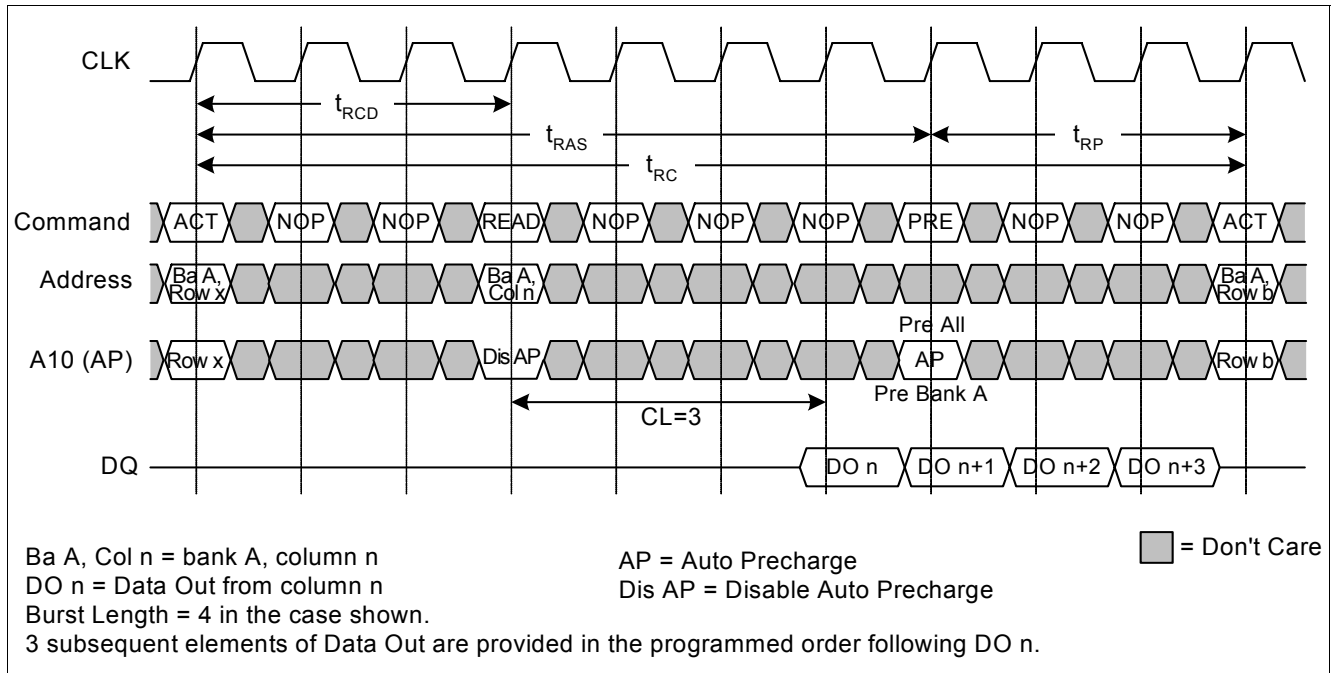 CLK
tRCD
tRAS
tRP
tRC
Command ACT NOP NOP READ NOP NOP NOP PRE NOP NOP ACT
Address Ba A, Row x Ba A, Col n Ba A, Row b
Pre All
A10 (AP) Row x Dis AP AP Row b
Pre Bank A
CL=3
DQ DO n DO n+1 DO n+2 DO n+3
Ba A, Col n = bank A, column n
DO n = Data Out from column n
Burst Length = 4 in the case shown.
3 subsequent elements of Data Out are provided in the programmed order following DO n.
AP = Auto Precharge
Dis AP = Disable Auto Precharge
= Don't Care